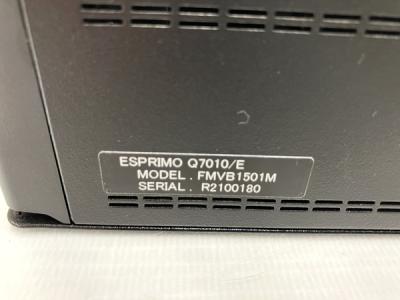 ESPRIMO Q7010/E
MODEL . FMVB1501M
SERIAL . R2100180